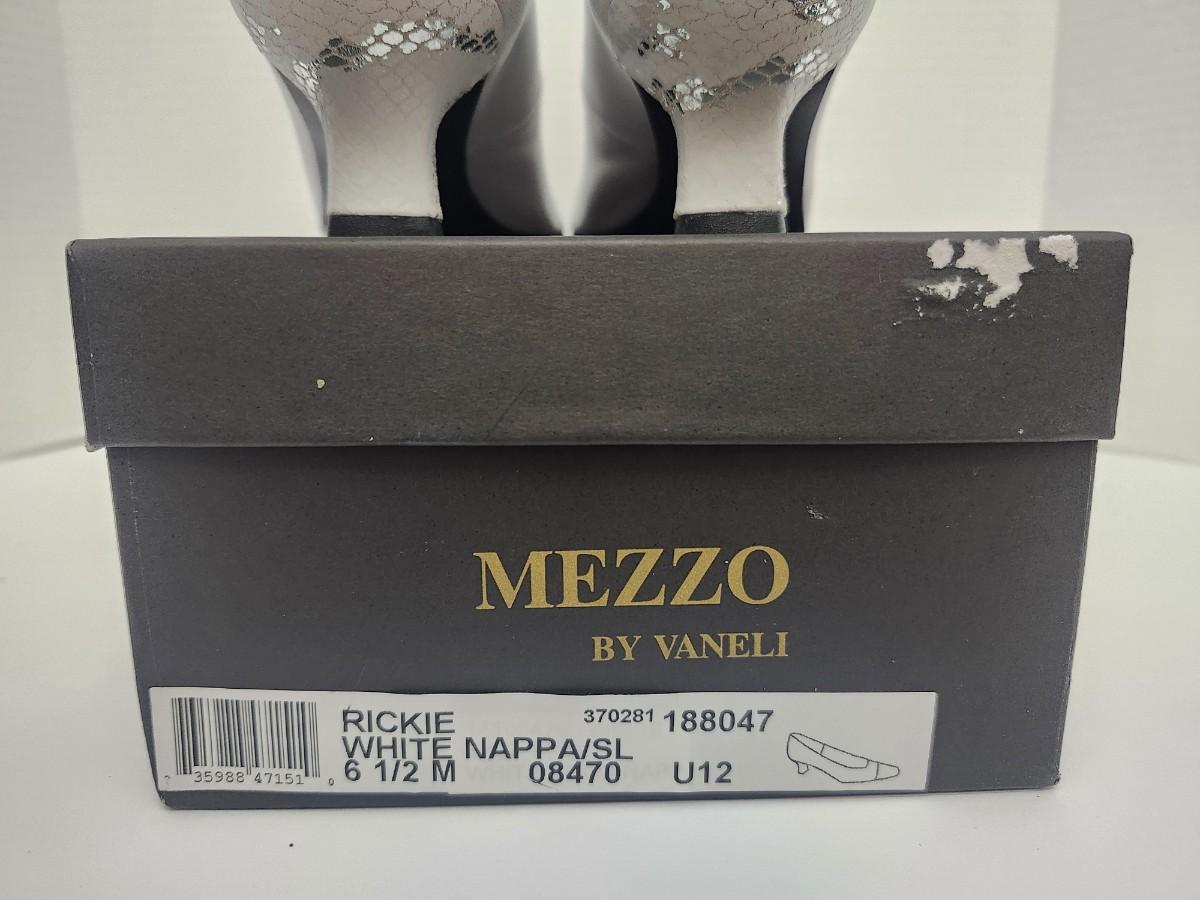 MEZZO
BY VANELI
RICKIE 370281 188047
WHITE NAPPA/SL
6 1/2 M 08470 U12
7 35988 47151 0